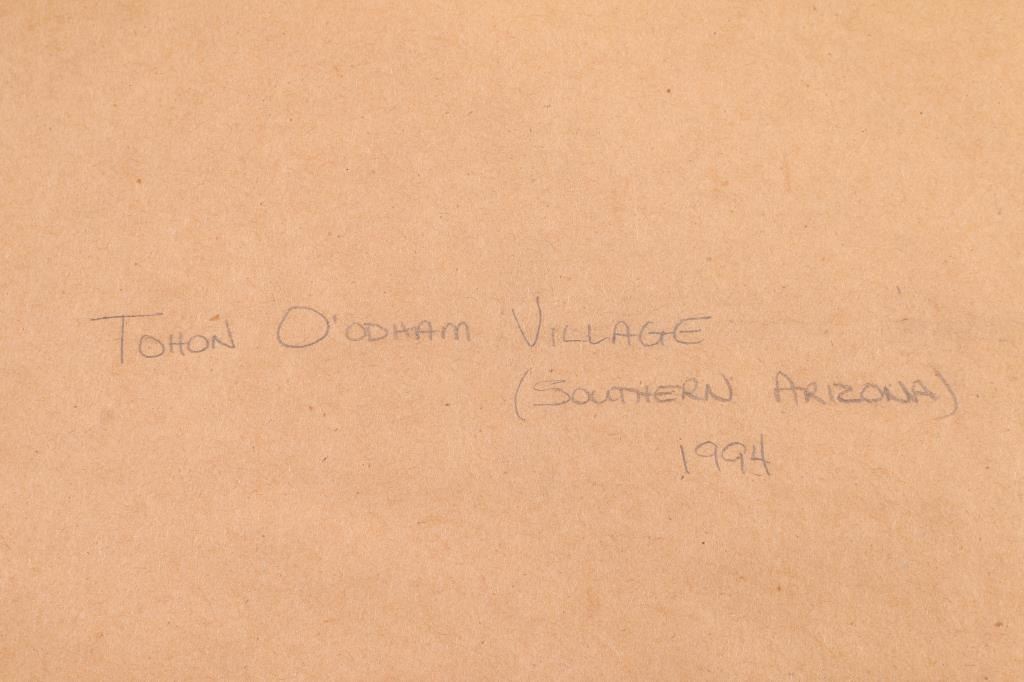 Tohon O'odham Village
(Southern Arizona)
1994